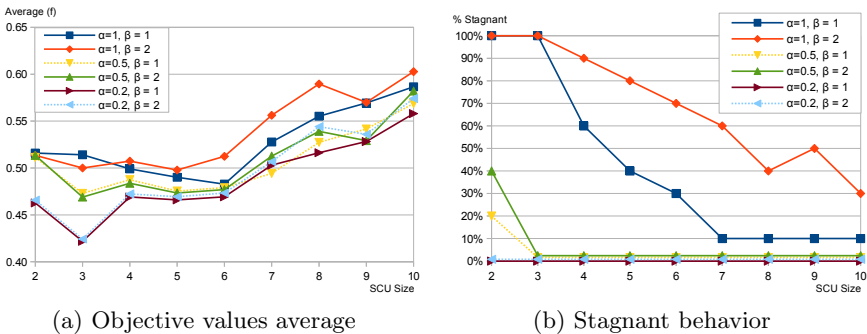 Average (f)
0.65
0.60
0.55
0.50
0.45
0.40
α=1, β = 1
α=1, β = 2
α=0.5, β = 1
α=0.5, β = 2
α=0.2, β = 1
α=0.2, β = 2
2 3 4 5 6 7 8 9 10
SCU Size
(a) Objective values average
% Stagnant
100%
90%
80%
70%
60%
50%
40%
30%
20%
10%
0%
α=1, β = 1
α=1, β = 2
α=0.5, β = 1
α=0.5, β = 2
α=0.2, β = 1
α=0.2, β = 2
2 3 4 5 6 7 8 9 10
SCU Size
(b) Stagnant behavior